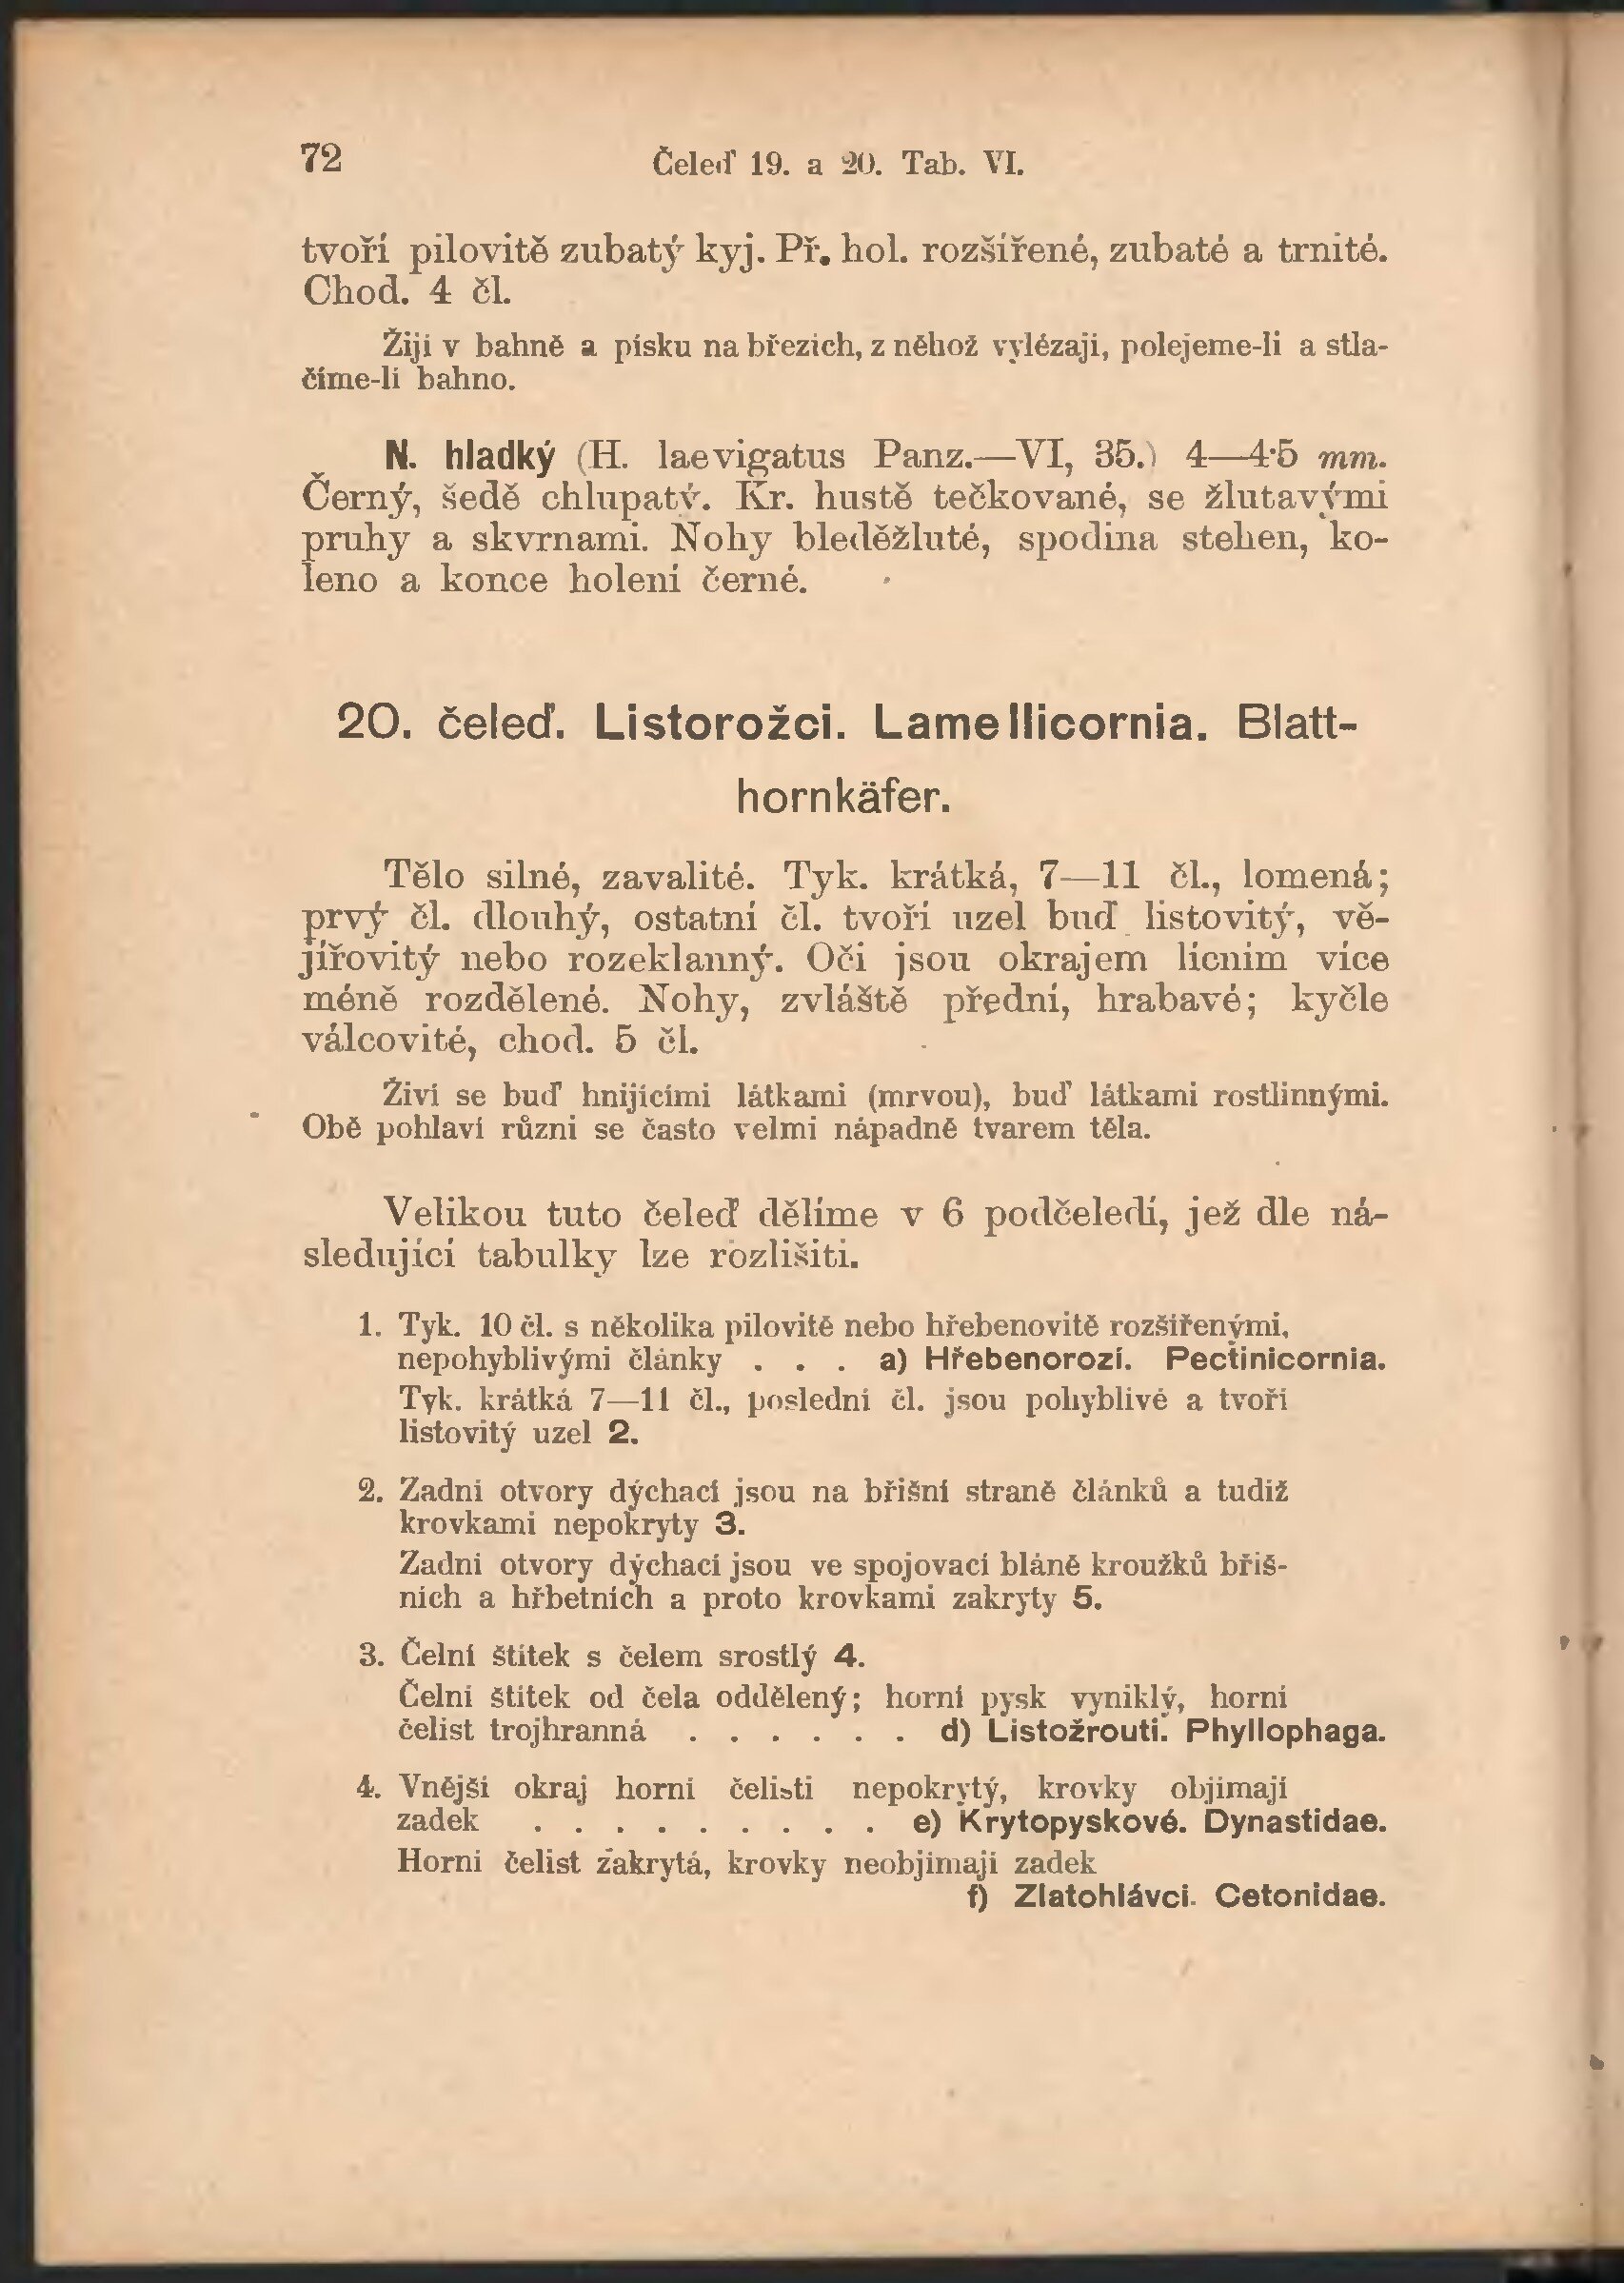 72
Čeleď 19. a 20. Tab. VI.
tvoří pilovitě zubatý kyj. Př. hol. rozšířené, zubaté a trnité.
Chod. 4 čl.
Žijí v bahně a písku na březích, z něhož vylézají, polejeme-li a stla-
číme-li bahno.
N. hladký (H. laevigatus Panz.—VI, 35.) 4—4·5 mm.
Černý, šedě chlupatý. Kr. hustě tečkované, se žlutavými
pruhy a skvrnami. Nohy bleděžluté, spodina stehen, ko-
leno a konce holení černé.
20. čeleď. Listorožci. Lamellicornia. Blatt-
hornkäfer.
Tělo silné, zavalité. Tyk. krátká, 7—11 čl., lomená;
prvý čl. dlouhý, ostatní čl. tvoří uzel buď listovitý, vě-
jířovitý nebo rozeklanný. Oči jsou okrajem lícním více
méně rozdělené. Nohy, zvláště přední, hrabavé; kyčle
válcovité, chod. 5 čl.
Živí se buď hnijícími látkami (mrvou), buď látkami rostlinnými.
Obě pohlaví různí se často velmi nápadně tvarem těla.
Velikou tuto čeleď dělíme v 6 podčeledí, jež dle ná-
sledující tabulky lze rozlišiti.
1. Tyk. 10 čl. s několika pilovitě nebo hřebenovitě rozšířenými,
nepohyblivými články . . . a) Hřebenorozí. Pectinicornia.
Tyk. krátká 7—11 čl., poslední čl. jsou pohyblivé a tvoří
listovitý uzel 2.
2. Zadní otvory dýchací jsou na břišní straně článků a tudíž
krovkami nepokryty 3.
Zadní otvory dýchací jsou ve spojovací bláně kroužků břiš-
ních a hřbetních a proto krovkami zakryty 5.
3. Čelní štítek s čelem srostlý 4.
Čelní štítek od čela oddělený; horní pysk vyniklý, horní
čelist trojhranná . . . . . . d) Listožrouti. Phyllophaga.
4. Vnější okraj horní čelisti nepokrytý, krovky objímají
zadek . . . . . . . . . e) Krytopyskové. Dynastidae.
Horní čelist zakrytá, krovky neobjímají zadek
f) Zlatohlávci. Cetonidae.